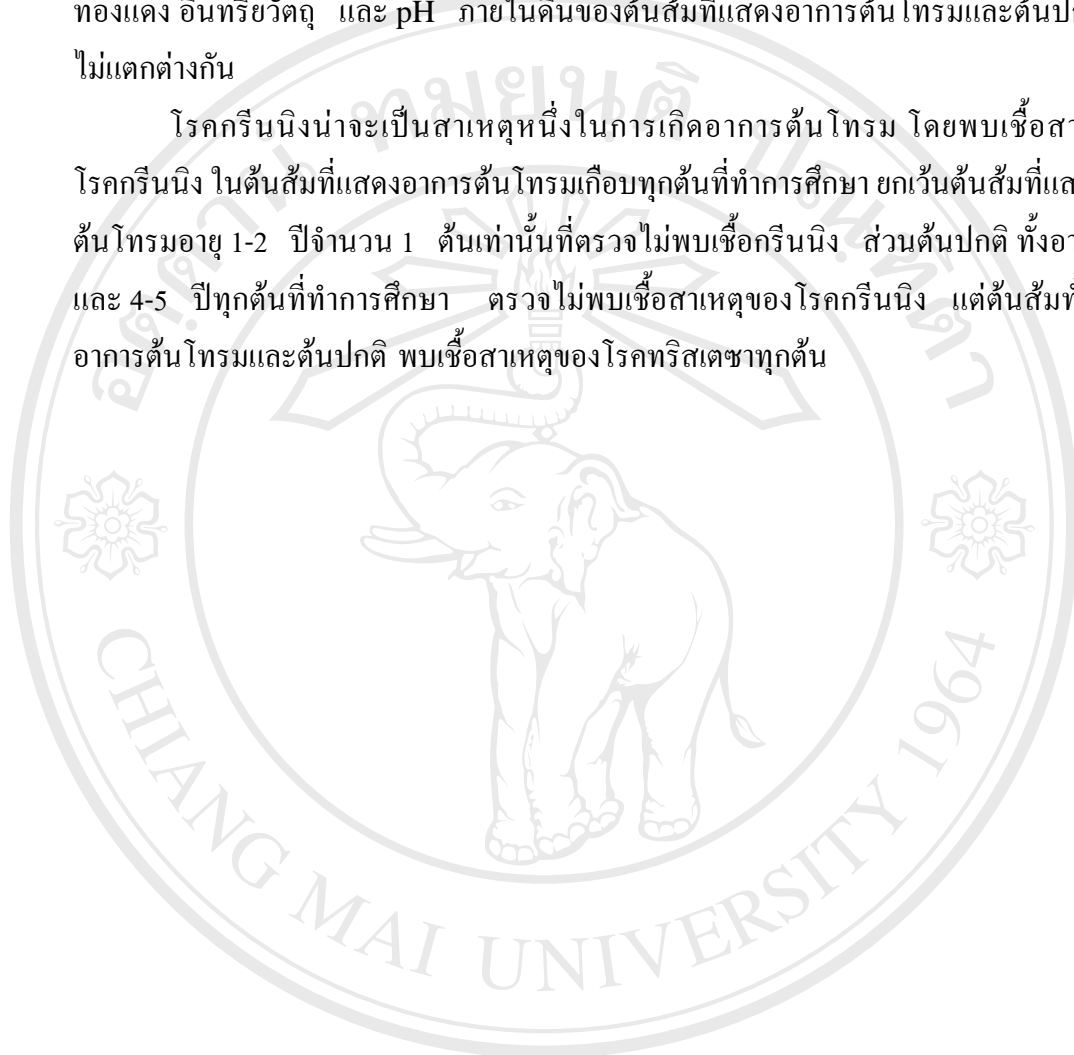 ทองแดง อินทรียวัตถุ และ pH ภายในดินของต้นส้มที่แสดงอาการต้นโทรมและต้น
ไม่แตกต่างกัน
โรคกรีนนิงน่าจะเป็นสาเหตุหนึ่งในการเกิดอาการต้นโทรม โดยพบเชื้อ
โรคกรีนนิง ในต้นส้มที่แสดงอาการต้นโทรมเกือบทุกต้นที่ทำการศึกษา ยกเว้นต้นส้มที่
ต้นโทรมอายุ 1-2 ปีจำนวน 1 ต้นเท่านั้นที่ตรวจไม่พบเชื้อกรีนนิง ส่วนต้นปกติ ทั้ง
และ 4-5 ปีทุกต้นที่ทำการศึกษา ตรวจไม่พบเชื้อสาเหตุของโรคกรีนนิง แต่ต้นส้ม
อาการต้นโทรมและต้นปกติ พบเชื้อสาเหตุของโรคทริสเตซาทุกต้น
มหาวิทยาลัยเชียงใหม่
CHIANG MAI UNIVERSITY 1964